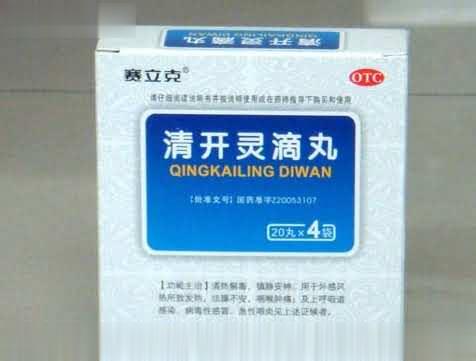 清开灵滴丸
赛立克®
OTC
请仔细阅读说明书并按说明使用或在药师指导下购买和使用
清开灵滴丸
QINGKAILING DIWAN
【批准文号】国药准字Z20053107
20丸×4袋
【功能主治】清热解毒，镇静安神。用于外感风
热所致发热，烦躁不安，咽喉肿痛；及上呼吸道
感染、病毒性感冒、急性咽炎见上述证候者。